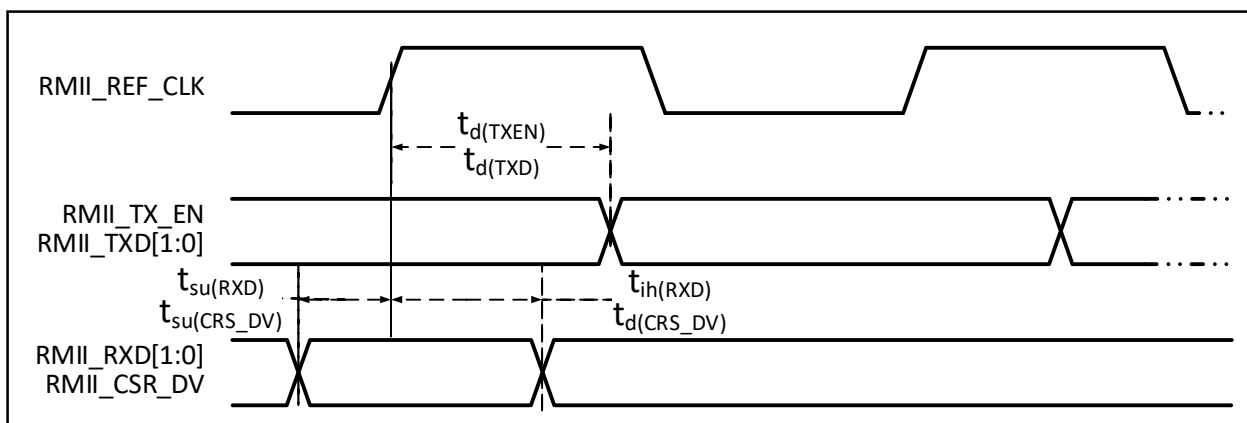 RMII_REF_CLK
t_d(TXEN)
t_d(TXD)
RMII_TX_EN
RMII_TXD[1:0]
t_su(RXD)
t_ih(RXD)
t_su(CRS_DV)
t_d(CRS_DV)
RMII_RXD[1:0]
RMII_CSR_DV